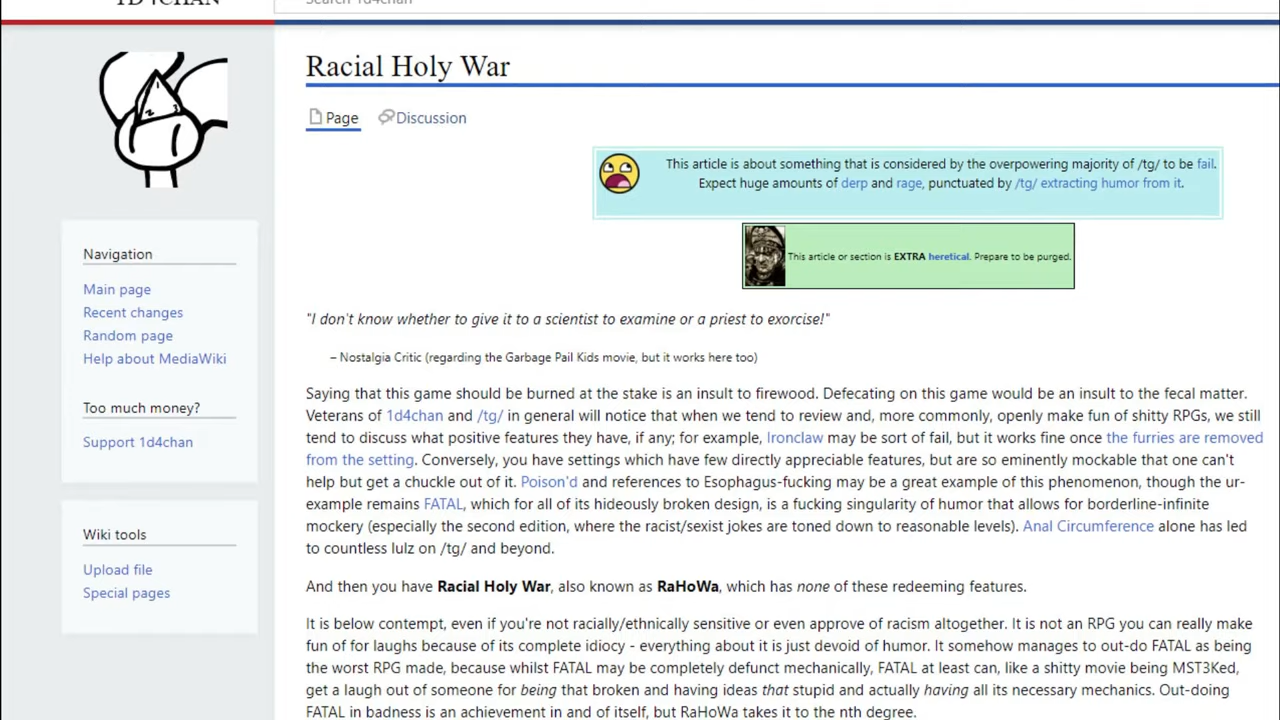 1D4CHAN
Search 1d4chan
Racial Holy War
Page
Discussion
This article is about something that is considered by the overpowering majority of /tg/ to be fail.
Expect huge amounts of derp and rage, punctuated by /tg/ extracting humor from it.
This article or section is EXTRA heretical. Prepare to be purged.
Navigation
Main page
Recent changes
Random page
Help about MediaWiki
Too much money?
Support 1d4chan
Wiki tools
Upload file
Special pages
"I don't know whether to give it to a scientist to examine or a priest to exorcise!"
– Nostalgia Critic (regarding the Garbage Pail Kids movie, but it works here too)
Saying that this game should be burned at the stake is an insult to firewood. Defecating on this game would be an insult to the fecal matter.
Veterans of 1d4chan and /tg/ in general will notice that when we tend to review and, more commonly, openly make fun of shitty RPGs, we still
tend to discuss what positive features they have, if any; for example, Ironclaw may be sort of fail, but it works fine once the furries are removed
from the setting. Conversely, you have settings which have few directly appreciable features, but are so eminently mockable that one can't
help but get a chuckle out of it. Poison'd and references to Esophagus-fucking may be a great example of this phenomenon, though the ur-
example remains FATAL, which for all of its hideously broken design, is a fucking singularity of humor that allows for borderline-infinite
mockery (especially the second edition, where the racist/sexist jokes are toned down to reasonable levels). Anal Circumference alone has led
to countless lulz on /tg/ and beyond.
And then you have Racial Holy War, also known as RaHoWa, which has none of these redeeming features.
It is below contempt, even if you're not racially/ethnically sensitive or even approve of racism altogether. It is not an RPG you can really make
fun of for laughs because of its complete idiocy - everything about it is just devoid of humor. It somehow manages to out-do FATAL as being
the worst RPG made, because whilst FATAL may be completely defunct mechanically, FATAL at least can, like a shitty movie being MST3Ked,
get a laugh out of someone for being that broken and having ideas that stupid and actually having all its necessary mechanics. Out-doing
FATAL in badness is an achievement in and of itself, but RaHoWa takes it to the nth degree.